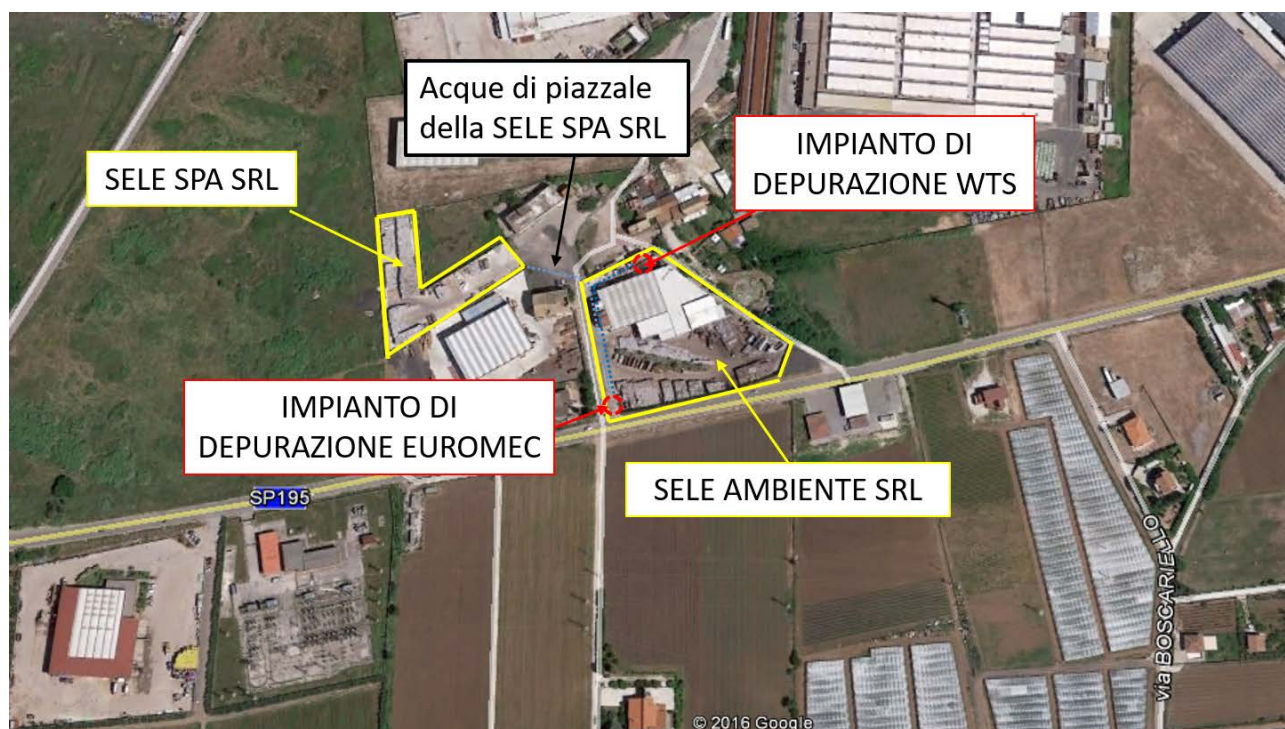 Acque di piazzale
della SELE SPA SRL
IMPIANTO DI
DEPURAZIONE WTS
SELE SPA SRL
IMPIANTO DI
DEPURAZIONE EUROMEC
SELE AMBIENTE SRL
SP195
via BOSCARIELLO
© 2016 Google